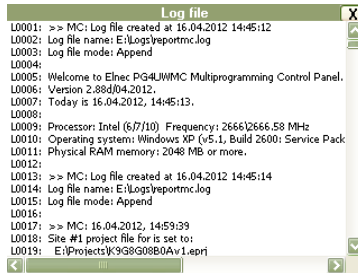 Log file
X
L0001: >> MC: Log file created at 16.04.2012 14:45:12
L0002: Log file name: E:\Logs\reportmc.log
L0003: Log file mode: Append
L0004:
L0005: Welcome to Elnec PG4UWMC Multiprogramming Control Panel.
L0006: Version 2.88d/04.2012.
L0007: Today is 16.04.2012, 14:45:13.
L0008:
L0009: Processor: Intel (6/7/10) Frequency: 2666\2666.58 MHz
L0010: Operating system: Windows XP (v5.1, Build 2600: Service Pack
L0011: Physical RAM memory: 2048 MB or more.
L0012:
L0013: >> MC: Log file created at 16.04.2012 14:45:14
L0014: Log file name: E:\Logs\reportmc.log
L0015: Log file mode: Append
L0016:
L0017: >> MC: 16.04.2012, 14:59:39
L0018: Site #1 project file for is set to:
L0019: E:\Projects\K9G8G08B0A v1.eprj